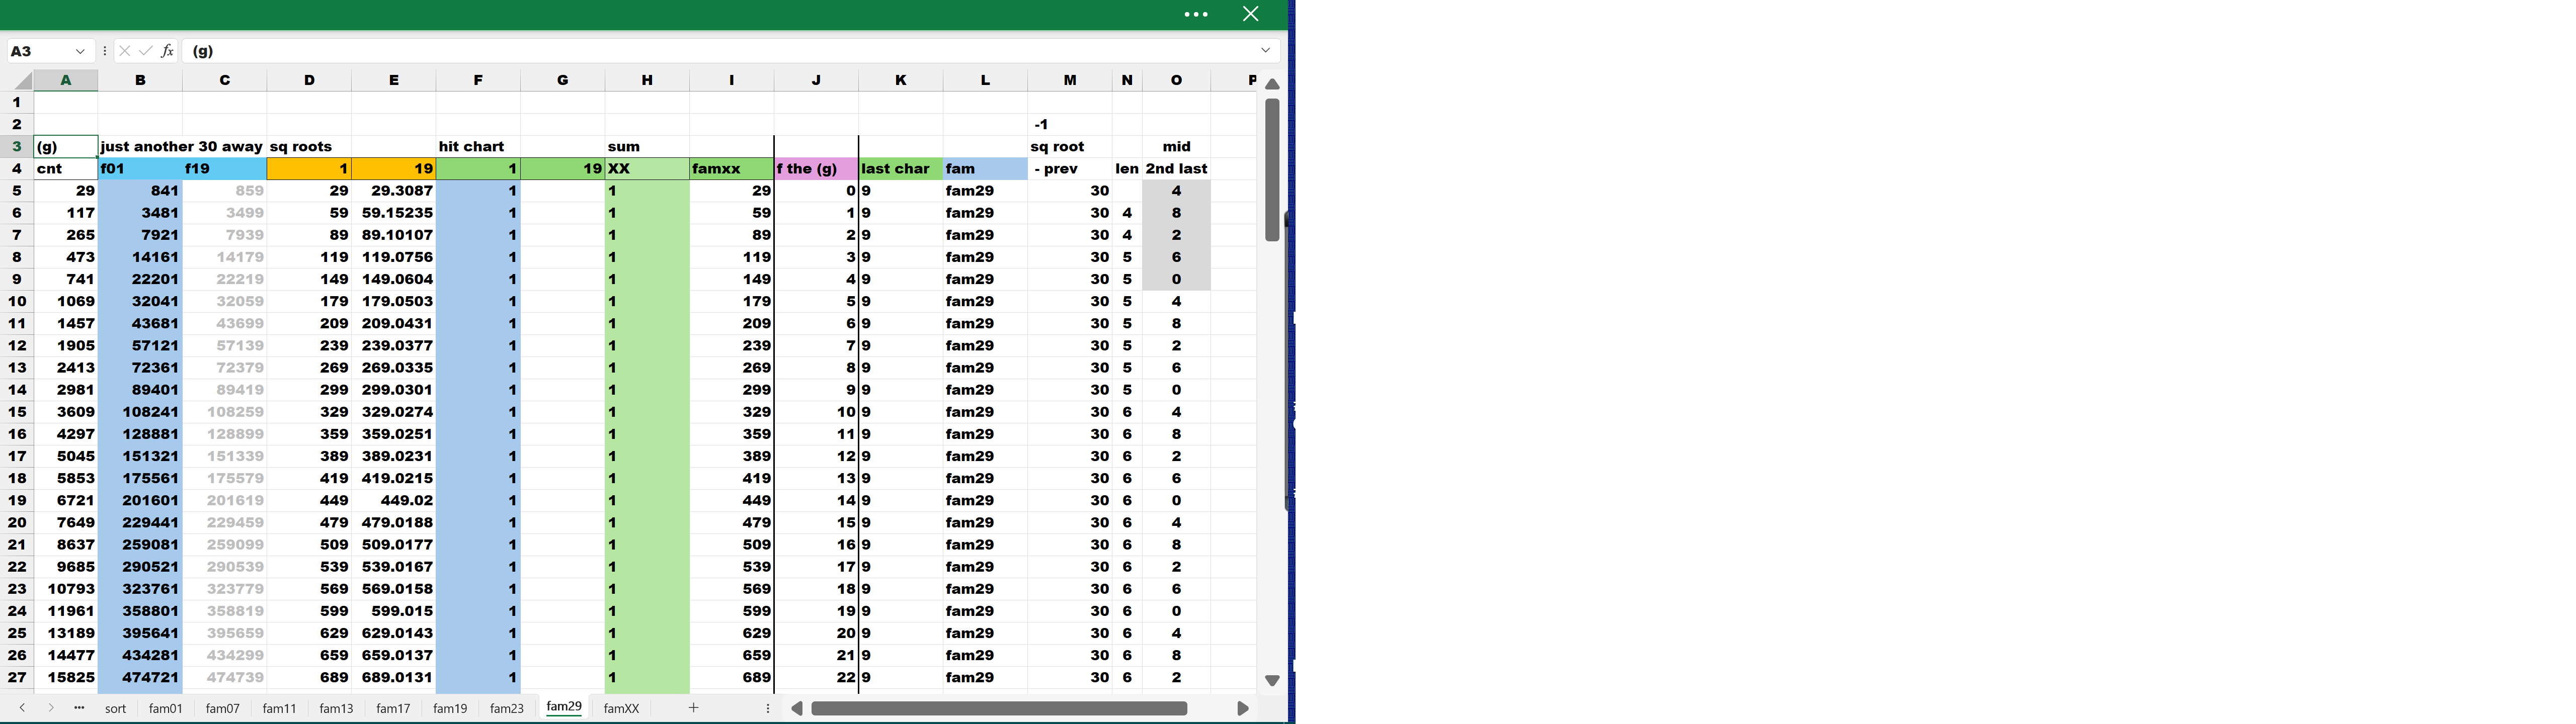 A3 fx (g)
A B C D E F G H I J K L M N O P
1
2 -1
3 (g) just another 30 away sq roots hit chart sum sq root mid
4 cnt f01 f19 1 19 1 19 XX famxx f the (g) last char fam - prev len 2nd last
5 29 841 859 29 29.3087 1 1 29 0 9 fam29 30 4
6 117 3481 3499 59 59.15235 1 1 59 1 9 fam29 30 4 8
7 265 7921 7939 89 89.10107 1 1 89 2 9 fam29 30 4 2
8 473 14161 14179 119 119.0756 1 1 119 3 9 fam29 30 5 6
9 741 22201 22219 149 149.0604 1 1 149 4 9 fam29 30 5 0
10 1069 32041 32059 179 179.0503 1 1 179 5 9 fam29 30 5 4
11 1457 43681 43699 209 209.0431 1 1 209 6 9 fam29 30 5 8
12 1905 57121 57139 239 239.0377 1 1 239 7 9 fam29 30 5 2
13 2413 72361 72379 269 269.0335 1 1 269 8 9 fam29 30 5 6
14 2981 89401 89419 299 299.0301 1 1 299 9 9 fam29 30 5 0
15 3609 108241 108259 329 329.0274 1 1 329 10 9 fam29 30 6 4
16 4297 128881 128899 359 359.0251 1 1 359 11 9 fam29 30 6 8
17 5045 151321 151339 389 389.0231 1 1 389 12 9 fam29 30 6 2
18 5853 175561 175579 419 419.0215 1 1 419 13 9 fam29 30 6 6
19 6721 201601 201619 449 449.02 1 1 449 14 9 fam29 30 6 0
20 7649 229441 229459 479 479.0188 1 1 479 15 9 fam29 30 6 4
21 8637 259081 259099 509 509.0177 1 1 509 16 9 fam29 30 6 8
22 9685 290521 290539 539 539.0167 1 1 539 17 9 fam29 30 6 2
23 10793 323761 323779 569 569.0158 1 1 569 18 9 fam29 30 6 6
24 11961 358801 358819 599 599.015 1 1 599 19 9 fam29 30 6 0
25 13189 395641 395659 629 629.0143 1 1 629 20 9 fam29 30 6 4
26 14477 434281 434299 659 659.0137 1 1 659 21 9 fam29 30 6 8
27 15825 474721 474739 689 689.0131 1 1 689 22 9 fam29 30 6 2
sort fam01 fam07 fam11 fam13 fam17 fam19 fam23 fam29 famXX